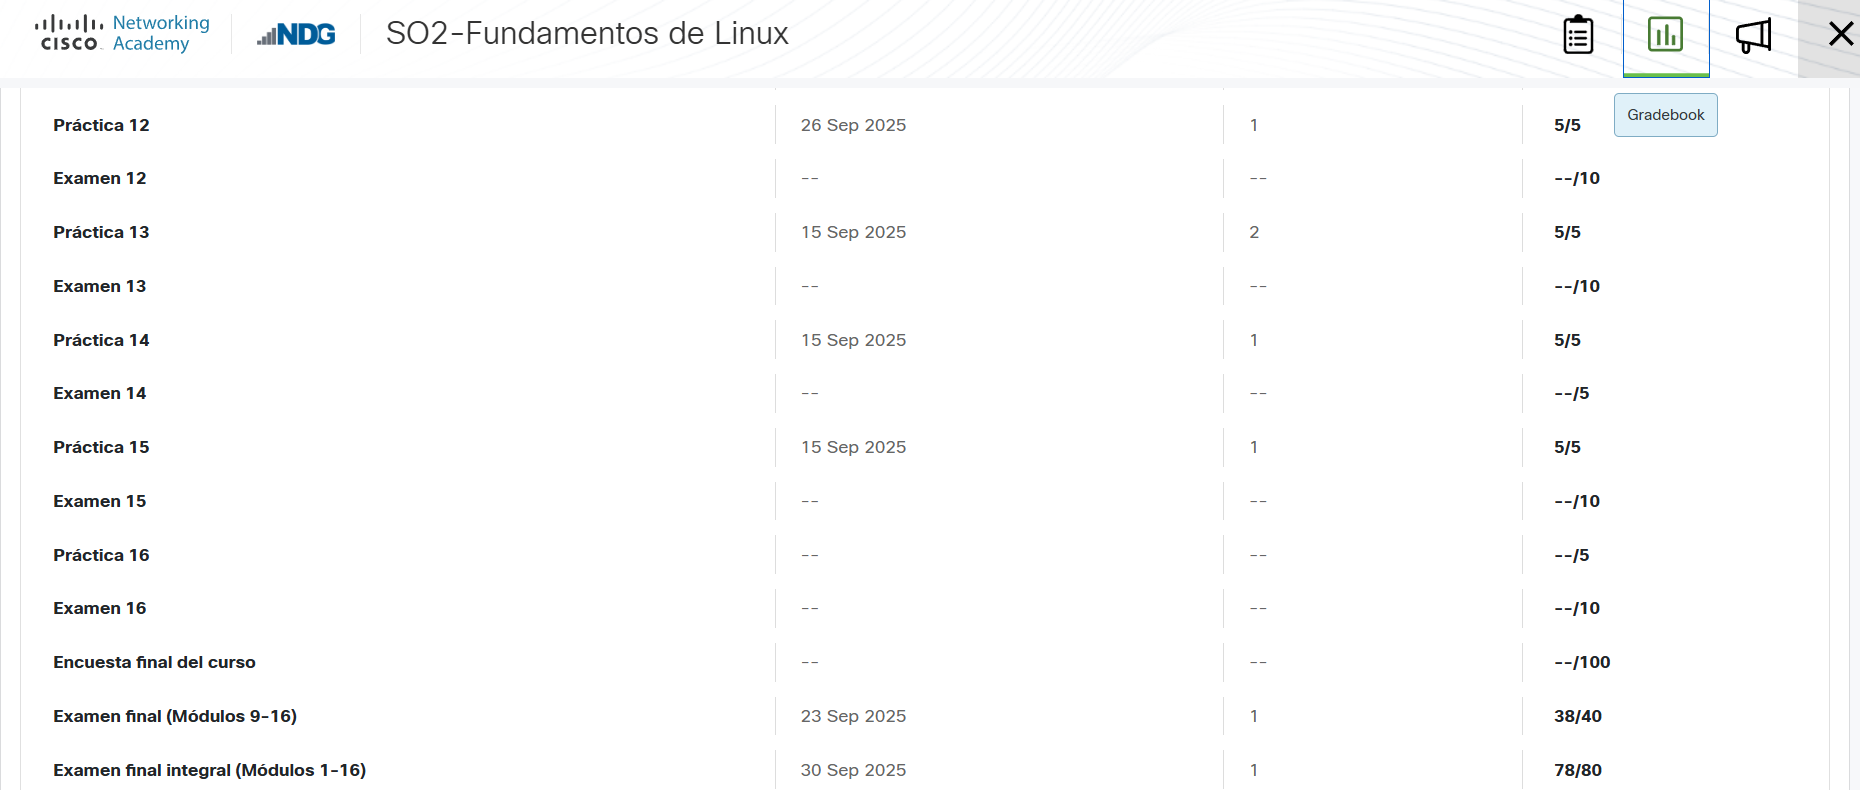 Networking
CISCO Academy
NDG
SO2-Fundamentos de Linux
Gradebook
Práctica 12 26 Sep 2025 1 5/5
Examen 12 -- -- --/10
Práctica 13 15 Sep 2025 2 5/5
Examen 13 -- -- --/10
Práctica 14 15 Sep 2025 1 5/5
Examen 14 -- -- --/5
Práctica 15 15 Sep 2025 1 5/5
Examen 15 -- -- --/10
Práctica 16 -- -- --/5
Examen 16 -- -- --/10
Encuesta final del curso -- -- --/100
Examen final (Módulos 9-16) 23 Sep 2025 1 38/40
Examen final integral (Módulos 1-16) 30 Sep 2025 1 78/80